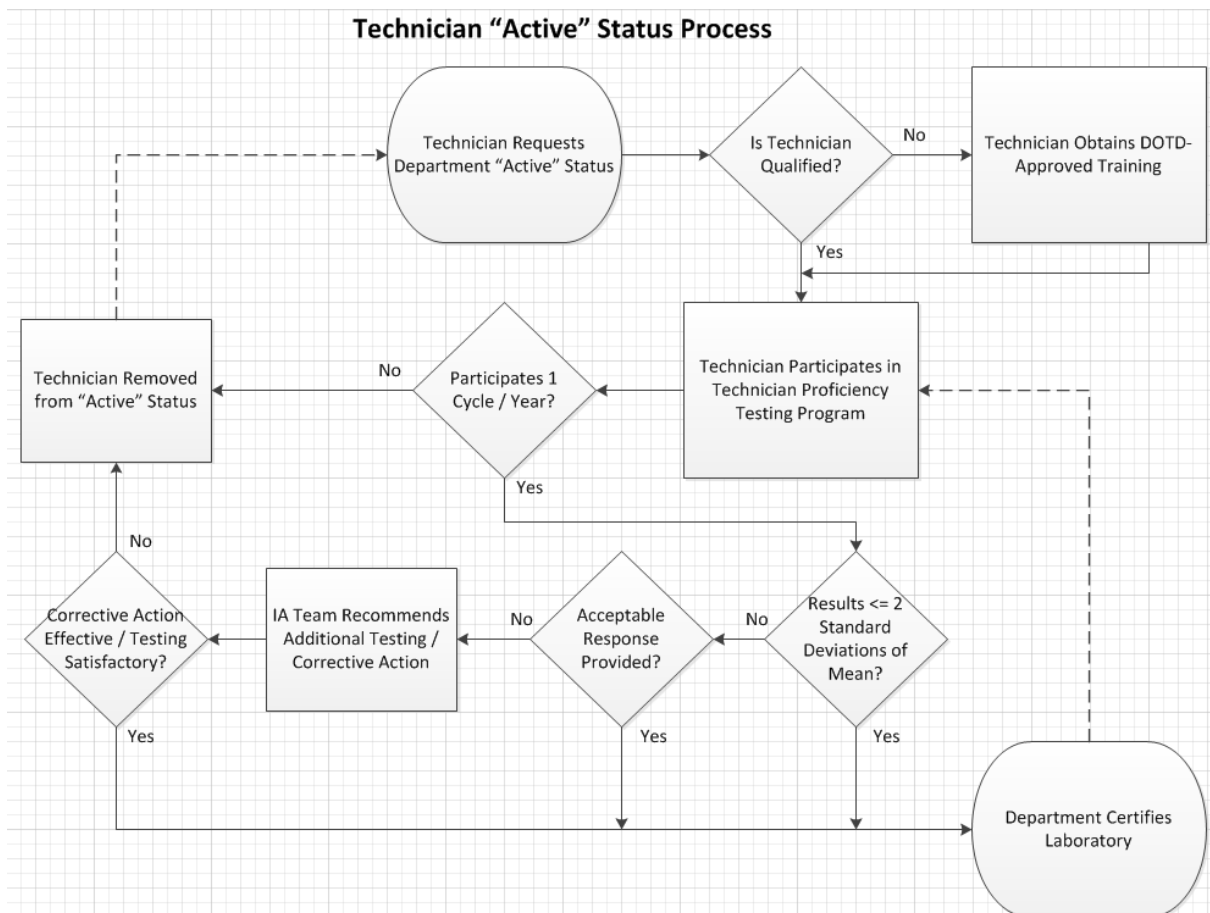 Technician “Active” Status Process
Technician Requests
Department “Active” Status
Is Technician
Qualified?
No
Technician Obtains DOTD-
Approved Training
Yes
Technician Removed
from “Active” Status
No
Participates 1
Cycle / Year?
Technician Participates in
Technician Proficiency
Testing Program
Yes
No
Corrective Action
Effective / Testing
Satisfactory?
IA Team Recommends
Additional Testing /
Corrective Action
No
Acceptable
Response
Provided?
No
Results <= 2
Standard
Deviations of
Mean?
Yes
Yes
Yes
Department Certifies
Laboratory